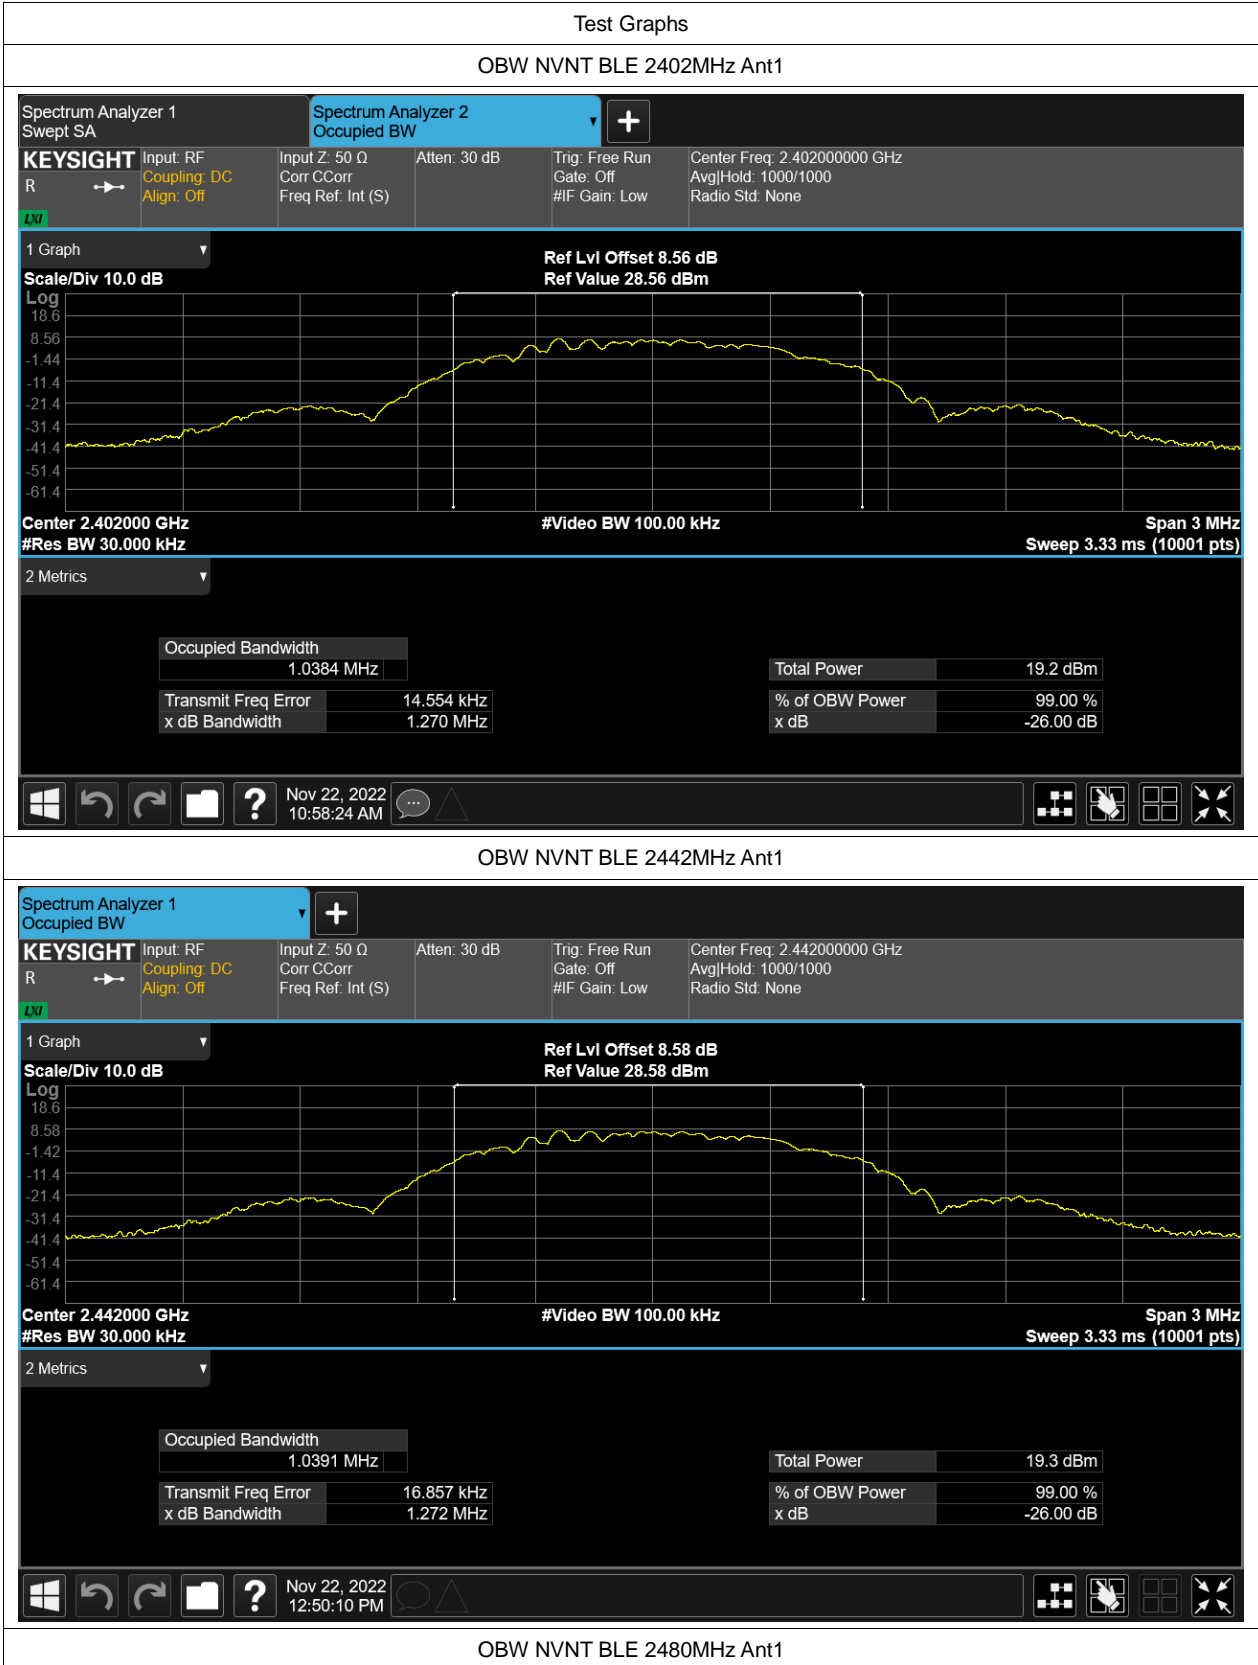 Test Graphs
OBW NVNT BLE 2402MHz Ant1
Spectrum Analyzer 1
Swept SA
Spectrum Analyzer 2
Occupied BW
KEYSIGHT
R
LXI
Input: RF
Coupling: DC
Align: Off
Input Z: 50 Ω
Corr CCorr
Freq Ref: Int (S)
Atten: 30 dB
Trig: Free Run
Gate: Off
#IF Gain: Low
Center Freq: 2.402000000 GHz
Avg|Hold: 1000/1000
Radio Std: None
1 Graph
Scale/Div 10.0 dB
Ref Lvl Offset 8.56 dB
Ref Value 28.56 dBm
Log
18.6
8.56
-1.44
-11.4
-21.4
-31.4
-41.4
-51.4
-61.4
Center 2.402000 GHz
#Res BW 30.000 kHz
#Video BW 100.00 kHz
Span 3 MHz
Sweep 3.33 ms (10001 pts)
2 Metrics
Occupied Bandwidth
1.0384 MHz
Transmit Freq Error 14.554 kHz
x dB Bandwidth 1.270 MHz
Total Power 19.2 dBm
% of OBW Power 99.00 %
x dB -26.00 dB
Nov 22, 2022
10:58:24 AM
OBW NVNT BLE 2442MHz Ant1
Spectrum Analyzer 1
Occupied BW
KEYSIGHT
R
LXI
Input: RF
Coupling: DC
Align: Off
Input Z: 50 Ω
Corr CCorr
Freq Ref: Int (S)
Atten: 30 dB
Trig: Free Run
Gate: Off
#IF Gain: Low
Center Freq: 2.442000000 GHz
Avg|Hold: 1000/1000
Radio Std: None
1 Graph
Scale/Div 10.0 dB
Ref Lvl Offset 8.58 dB
Ref Value 28.58 dBm
Log
18.6
8.58
-1.42
-11.4
-21.4
-31.4
-41.4
-51.4
-61.4
Center 2.442000 GHz
#Res BW 30.000 kHz
#Video BW 100.00 kHz
Span 3 MHz
Sweep 3.33 ms (10001 pts)
2 Metrics
Occupied Bandwidth
1.0391 MHz
Transmit Freq Error 16.857 kHz
x dB Bandwidth 1.272 MHz
Total Power 19.3 dBm
% of OBW Power 99.00 %
x dB -26.00 dB
Nov 22, 2022
12:50:10 PM
OBW NVNT BLE 2480MHz Ant1